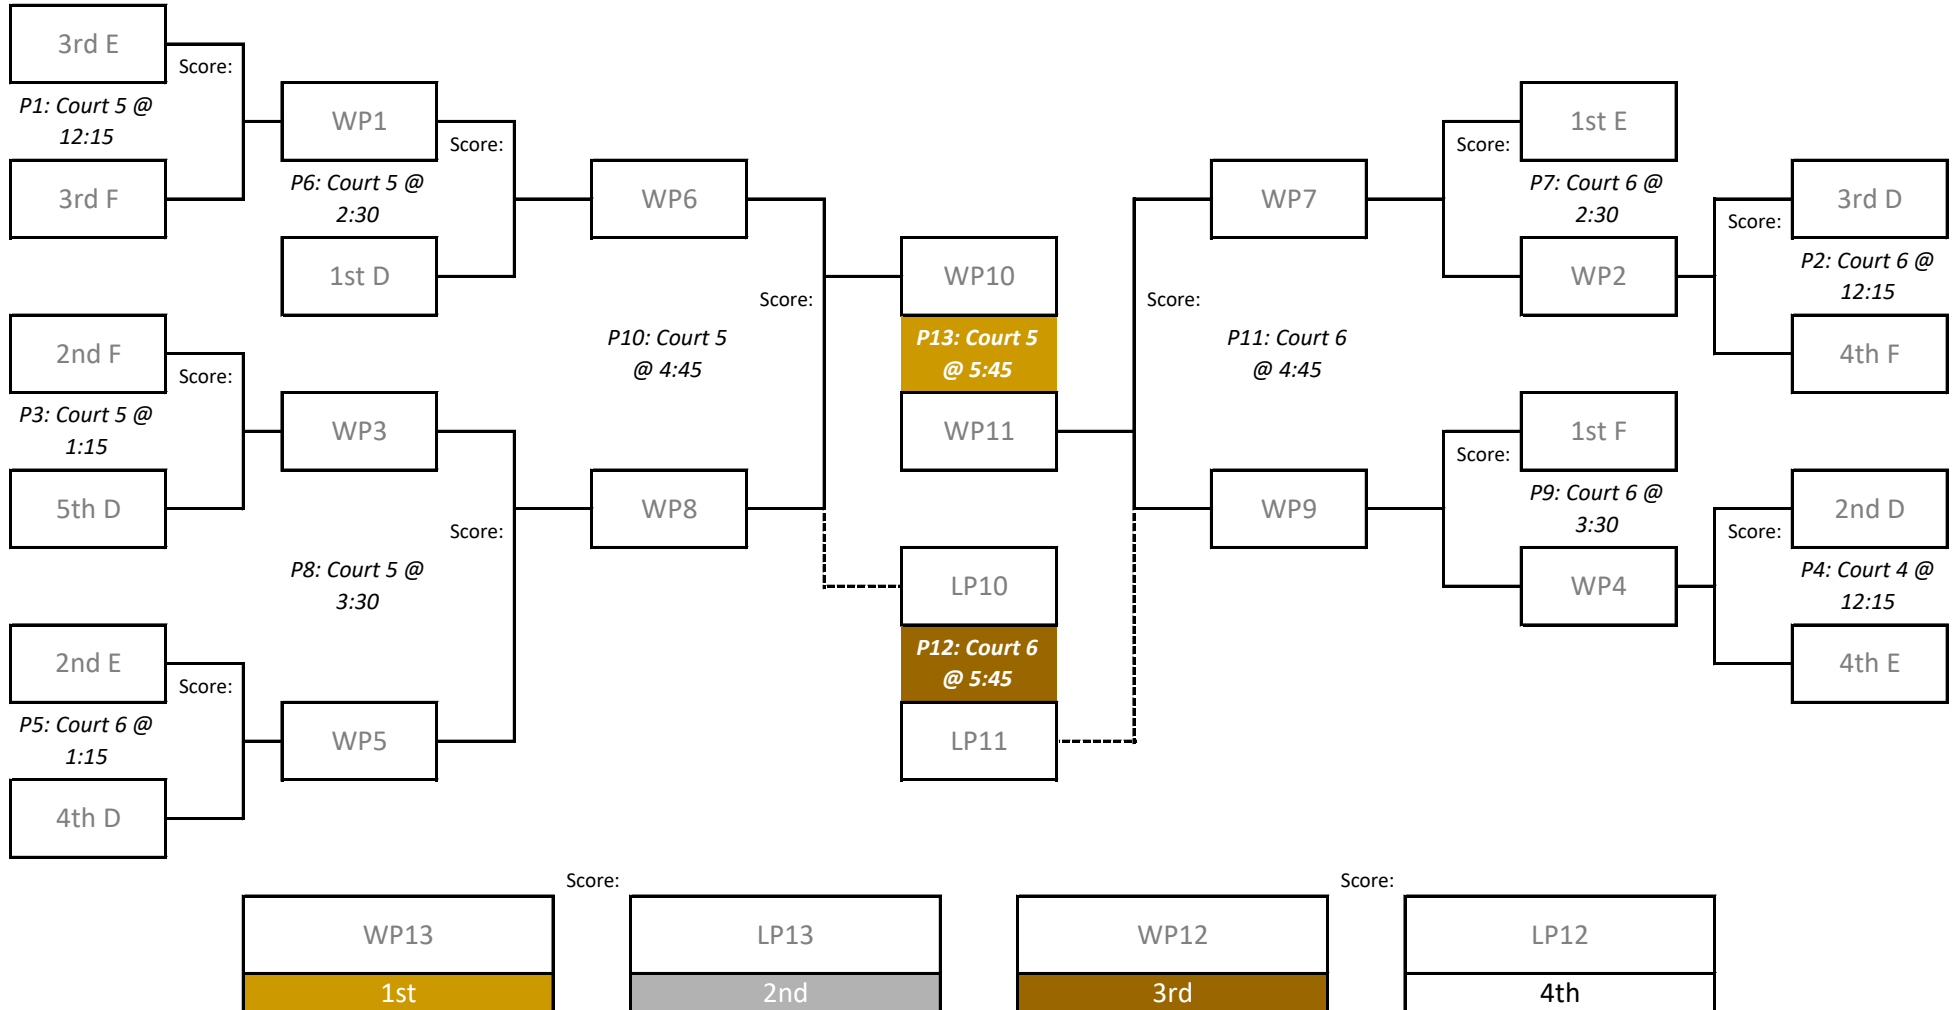 3rd E
Score:
P1: Court 5 @
12:15
3rd F
WP1
Score:
P6: Court 5 @
2:30
1st D
2nd F
Score:
P3: Court 5 @
1:15
5th D
WP3
Score:
P8: Court 5 @
3:30
2nd E
Score:
P5: Court 6 @
1:15
4th D
WP5
WP6
Score:
P10: Court 5
@ 4:45
WP8
WP10
P13: Court 5
@ 5:45
WP11
LP10
P12: Court 6
@ 5:45
LP11
WP7
Score:
P11: Court 6
@ 4:45
WP9
1st E
Score:
P7: Court 6 @
2:30
WP2
3rd D
Score:
P2: Court 6 @
12:15
4th F
1st F
Score:
P9: Court 6 @
3:30
WP4
2nd D
Score:
P4: Court 4 @
12:15
4th E
Score:
Score:
WP13
LP13
WP12
LP12
1st
2nd
3rd
4th